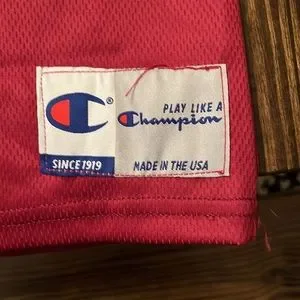 ®
PLAY LIKE A
Champion
SINCE 1919
MADE IN THE USA